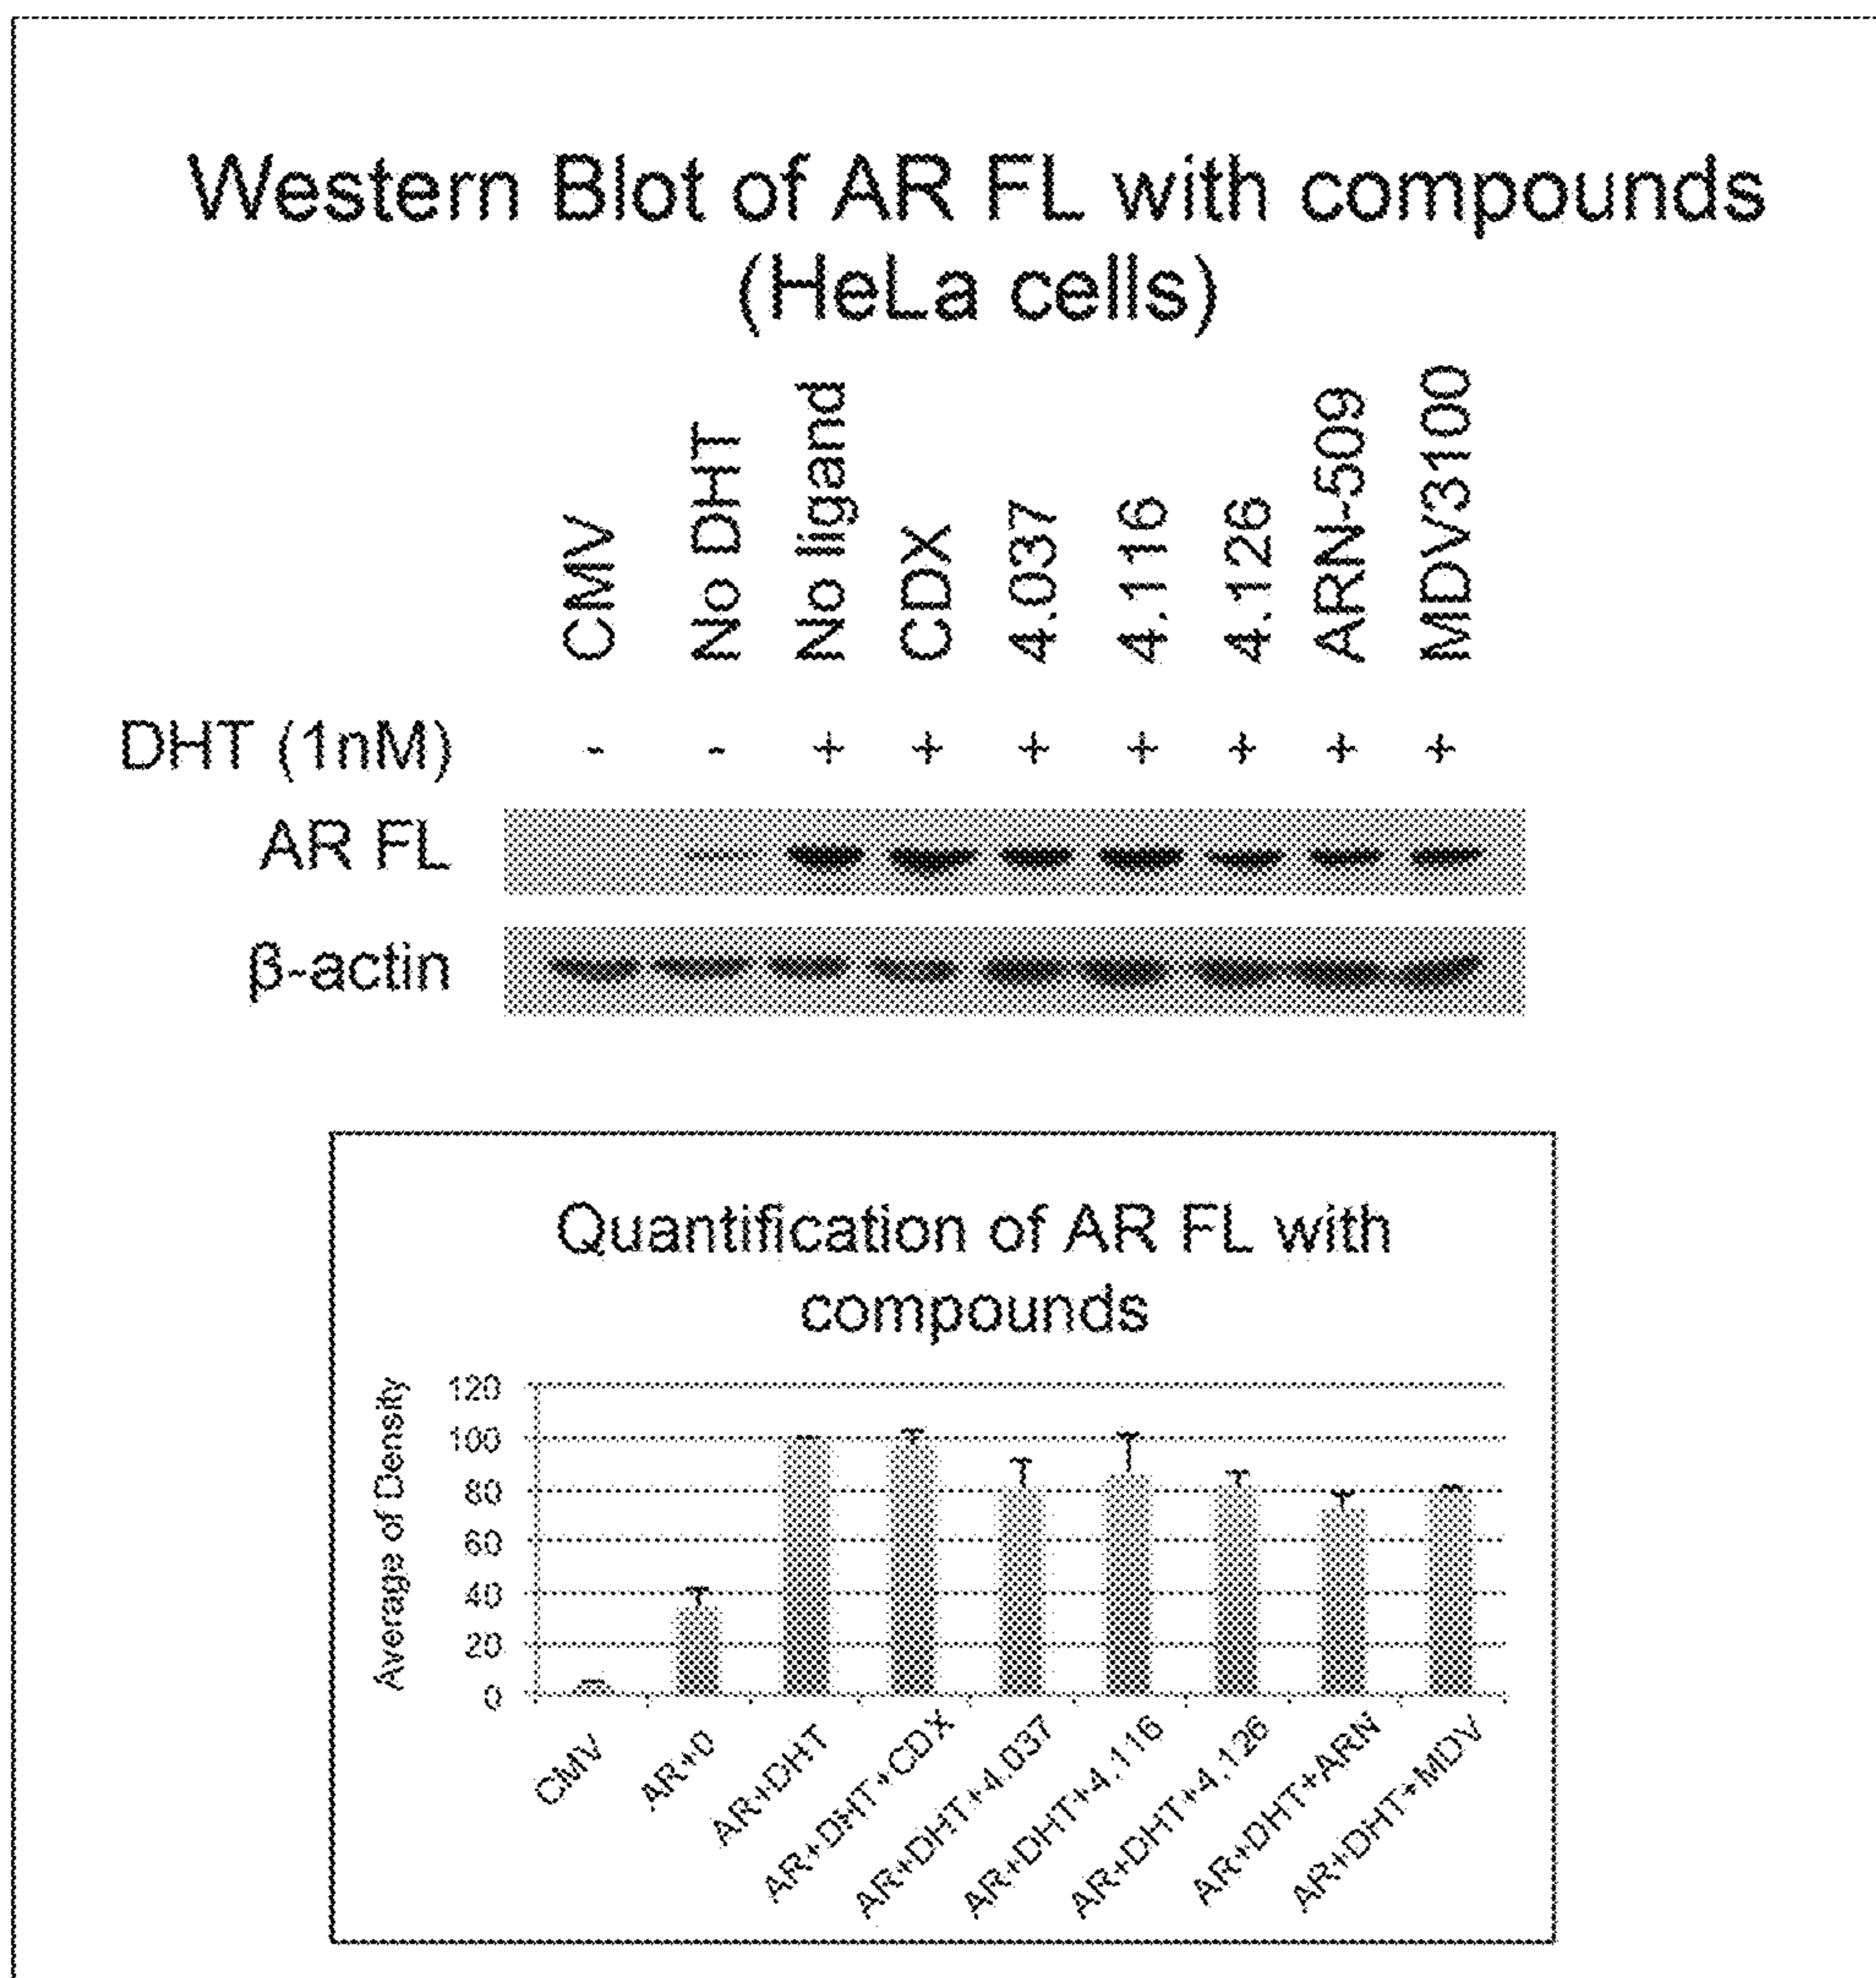 Western Blot of AR FL with compounds
(HeLa cells)
CMV
No DHT
No ligand
CDX
4.037
4.116
4.126
ARN-509
MDV3100
DHT (1nM) - - + + + + + + +
AR FL
β-actin
Quantification of AR FL with
compounds
Average of Density
120
100
80
60
40
20
0
CMV
AR+0
AR+DHT
AR+DHT+CDX
AR+DHT+4.037
AR+DHT+4.116
AR+DHT+4.126
AR+DHT+ARN
AR+DHT+MDV